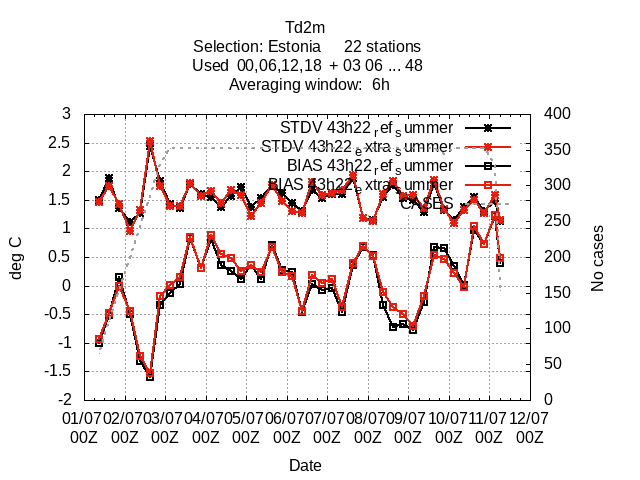 Td2m
Selection: Estonia 22 stations
Used 00,06,12,18 + 03 06 ... 48
Averaging window: 6h
STDV 43h22refsummer
STDV 43h22extrasummer
BIAS 43h22refsummer
BIAS 43h22extrasummer
CASES
3
2.5
2
1.5
1
0.5
0
-0.5
-1
-1.5
-2
deg C
400
350
300
250
200
150
100
50
0
No cases
01/07 02/07 03/07 04/07 05/07 06/07 07/07 08/07 09/07 10/07 11/07 12/07
00Z 00Z 00Z 00Z 00Z 00Z 00Z 00Z 00Z 00Z 00Z 00Z
Date